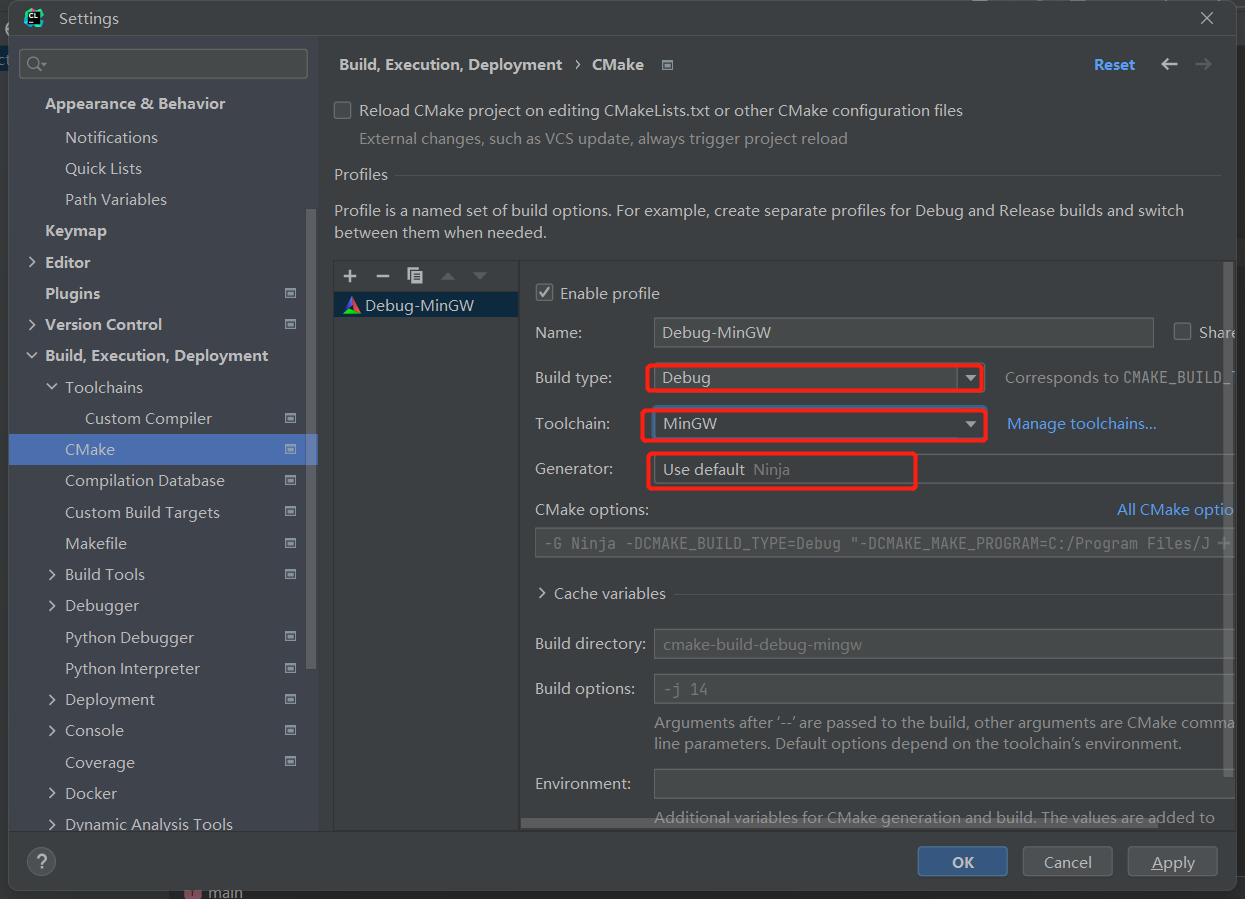 Settings
Build, Execution, Deployment › CMake
Reset
Appearance & Behavior
Notifications
Quick Lists
Path Variables
Keymap
Editor
Plugins
Version Control
Build, Execution, Deployment
Toolchains
Custom Compiler
CMake
Compilation Database
Custom Build Targets
Makefile
Build Tools
Debugger
Python Debugger
Python Interpreter
Deployment
Console
Coverage
Docker
Dynamic Analysis Tools
Reload CMake project on editing CMakeLists.txt or other CMake configuration files
External changes, such as VCS update, always trigger project reload
Profiles
Profile is a named set of build options. For example, create separate profiles for Debug and Release builds and switch
between them when needed.
Debug-MinGW
Enable profile
Name: Debug-MinGW Share
Build type: Debug Corresponds to CMAKE_BUILD_T
Toolchain: MinGW Manage toolchains...
Generator: Use default Ninja
CMake options: All CMake optio
-G Ninja -DCMAKE_BUILD_TYPE=Debug "-DCMAKE_MAKE_PROGRAM=C:/Program Files/J
Cache variables
Build directory: cmake-build-debug-mingw
Build options: -j 14
Arguments after ‘--’ are passed to the build, other arguments are CMake comma
line parameters. Default options depend on the toolchain’s environment.
Environment:
Additional variables for CMake generation and build. The values are added to
? OK Cancel Apply
main